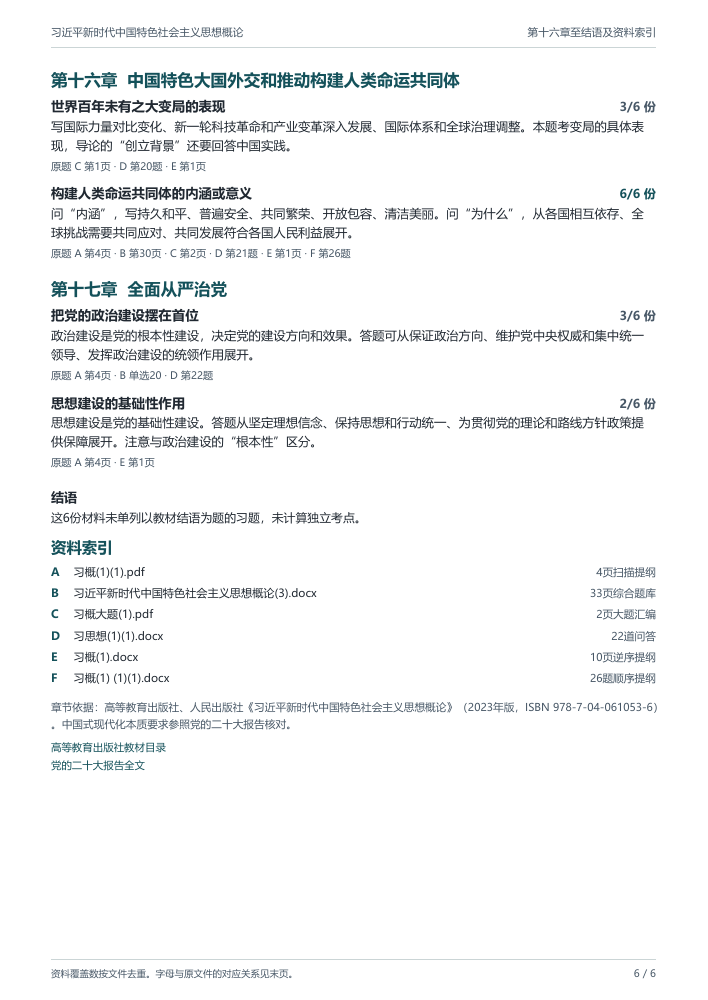 习近平新时代中国特色社会主义思想概论
第十六章至结语及资料索引
第十六章 中国特色大国外交和推动构建人类命运共同体
世界百年未有之大变局的表现 3/6 份
写国际力量对比变化、新一轮科技革命和产业变革深入发展、国际体系和全球治理调整。本题考变局的具体表
现，导论的“创立背景”还要回答中国实践。
原题 C 第1页 · D 第20题 · E 第1页
构建人类命运共同体的内涵或意义 6/6 份
问“内涵”，写持久和平、普遍安全、共同繁荣、开放包容、清洁美丽。问“为什么”，从各国相互依存、全
球挑战需要共同应对、共同发展符合各国人民利益展开。
原题 A 第4页 · B 第30页 · C 第2页 · D 第21题 · E 第1页 · F 第26题
第十七章 全面从严治党
把党的政治建设摆在首位 3/6 份
政治建设是党的根本性建设，决定党的建设方向和效果。答题可从保证政治方向、维护党中央权威和集中统一
领导、发挥政治建设的统领作用展开。
原题 A 第4页 · B 单选20 · D 第22题
思想建设的基础性作用 2/6 份
思想建设是党的基础性建设。答题从坚定理想信念、保持思想和行动统一、为贯彻党的理论和路线方针政策提
供保障展开。注意与政治建设的“根本性”区分。
原题 A 第4页 · E 第1页
结语
这6份材料未单列以教材结语为题的习题，未计算独立考点。
资料索引
A 习概(1)(1).pdf 4页扫描提纲
B 习近平新时代中国特色社会主义思想概论(3).docx 33页综合题库
C 习概大题(1).pdf 2页大题汇编
D 习思想(1)(1).docx 22道问答
E 习概(1).docx 10页逆序提纲
F 习概(1) (1)(1).docx 26题顺序提纲
章节依据：高等教育出版社、人民出版社《习近平新时代中国特色社会主义思想概论》（2023年版，ISBN 978-7-04-061053-6）
。中国式现代化本质要求参照党的二十大报告核对。
高等教育出版社教材目录
党的二十大报告全文
资料覆盖数按文件去重。字母与原文件的对应关系见末页。
6 / 6